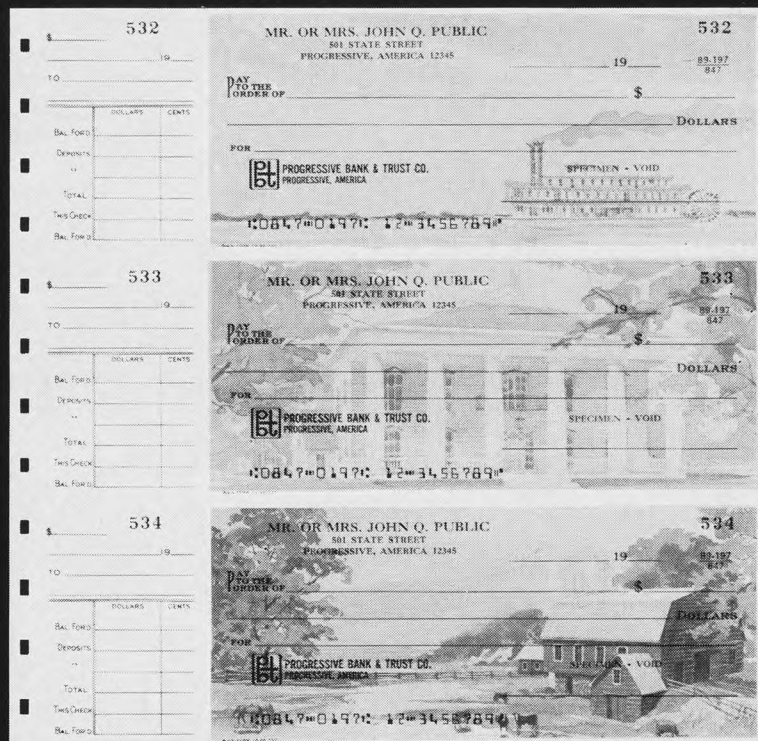 532
$
19
TO
DOLLARS CENTS
BAL. FOR'D
DEPOSITS
"
TOTAL
THIS CHECK
BAL. FOR'D
MR. OR MRS. JOHN Q. PUBLIC 532
501 STATE STREET
PROGRESSIVE, AMERICA 12345
19 89-197
847
PAY
TO THE
ORDER OF $
DOLLARS
FOR
PROGRESSIVE BANK & TRUST CO.
PROGRESSIVE, AMERICA
SPECIMEN - VOID
⑆0847⑈0197⑆ 12⑈3456789⑈
533
$
19
TO
DOLLARS CENTS
BAL. FOR'D
DEPOSITS
"
TOTAL
THIS CHECK
BAL. FOR'D
MR. OR MRS. JOHN Q. PUBLIC 533
501 STATE STREET
PROGRESSIVE, AMERICA 12345
19 89-197
847
PAY
TO THE
ORDER OF $
DOLLARS
FOR
PROGRESSIVE BANK & TRUST CO.
PROGRESSIVE, AMERICA
SPECIMEN - VOID
⑆0847⑈0197⑆ 12⑈3456789⑈
534
$
19
TO
DOLLARS CENTS
BAL. FOR'D
DEPOSITS
"
TOTAL
THIS CHECK
BAL. FOR'D
MR. OR MRS. JOHN Q. PUBLIC 534
501 STATE STREET
PROGRESSIVE, AMERICA 12345
19 89-197
847
PAY
TO THE
ORDER OF $
DOLLARS
FOR
PROGRESSIVE BANK & TRUST CO.
PROGRESSIVE, AMERICA
SPECIMEN - VOID
⑆0847⑈0197⑆ 12⑈3456789⑈